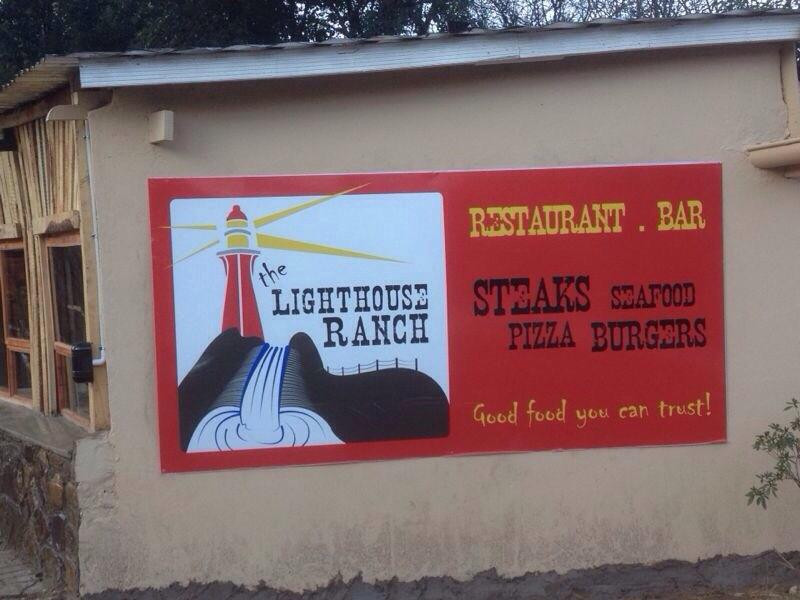 the
LIGHTHOUSE
RANCH
RESTAURANT . BAR
STEAKS SEAFOOD
PIZZA BURGERS
Good food you can trust!